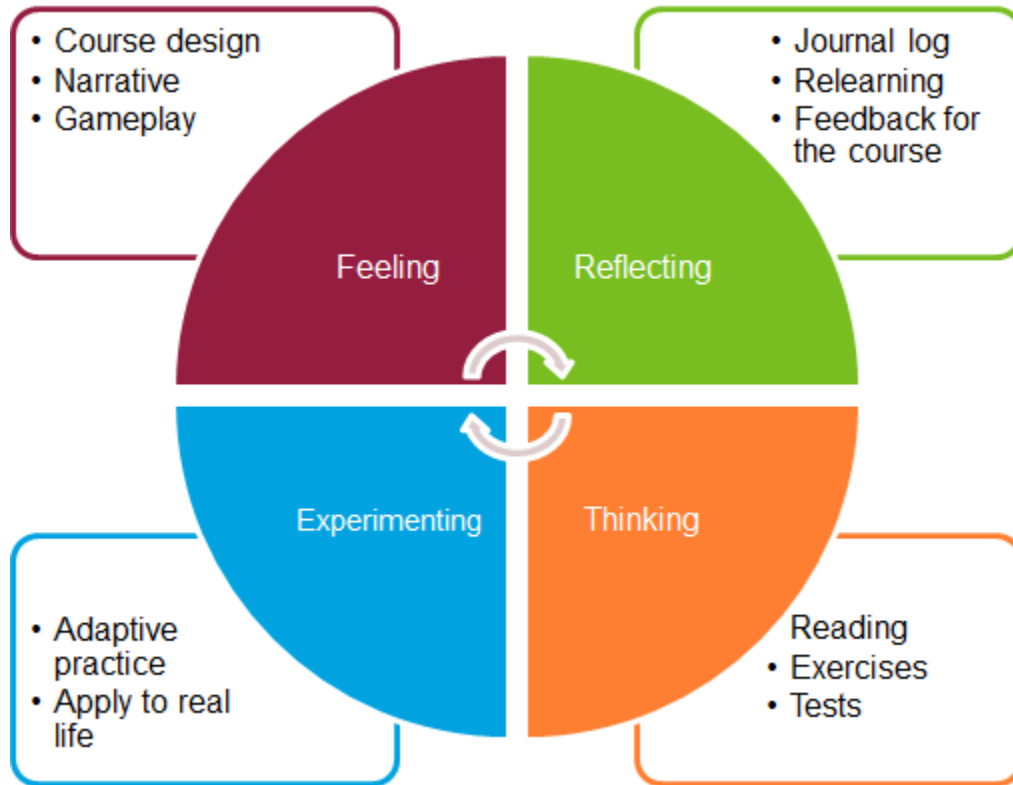 • Course design
• Narrative
• Gameplay
• Journal log
• Relearning
• Feedback for
the course
Feeling
Reflecting
Experimenting
Thinking
• Adaptive
practice
• Apply to real
life
Reading
• Exercises
• Tests